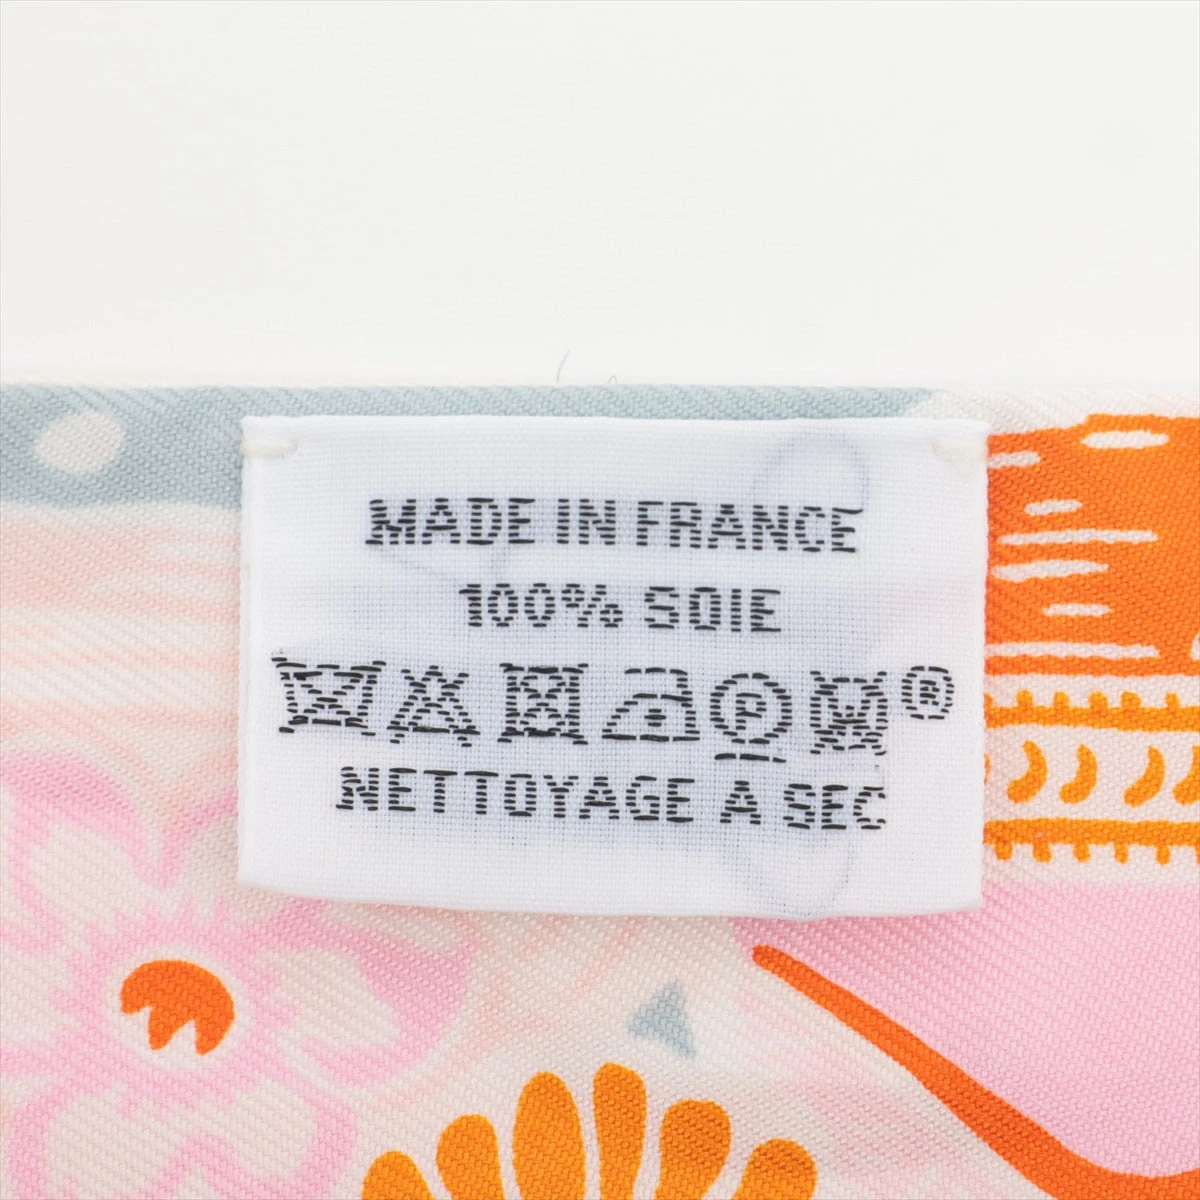 MADE IN FRANCE
100% SOIE
P W ®
NETTOYAGE A SEC